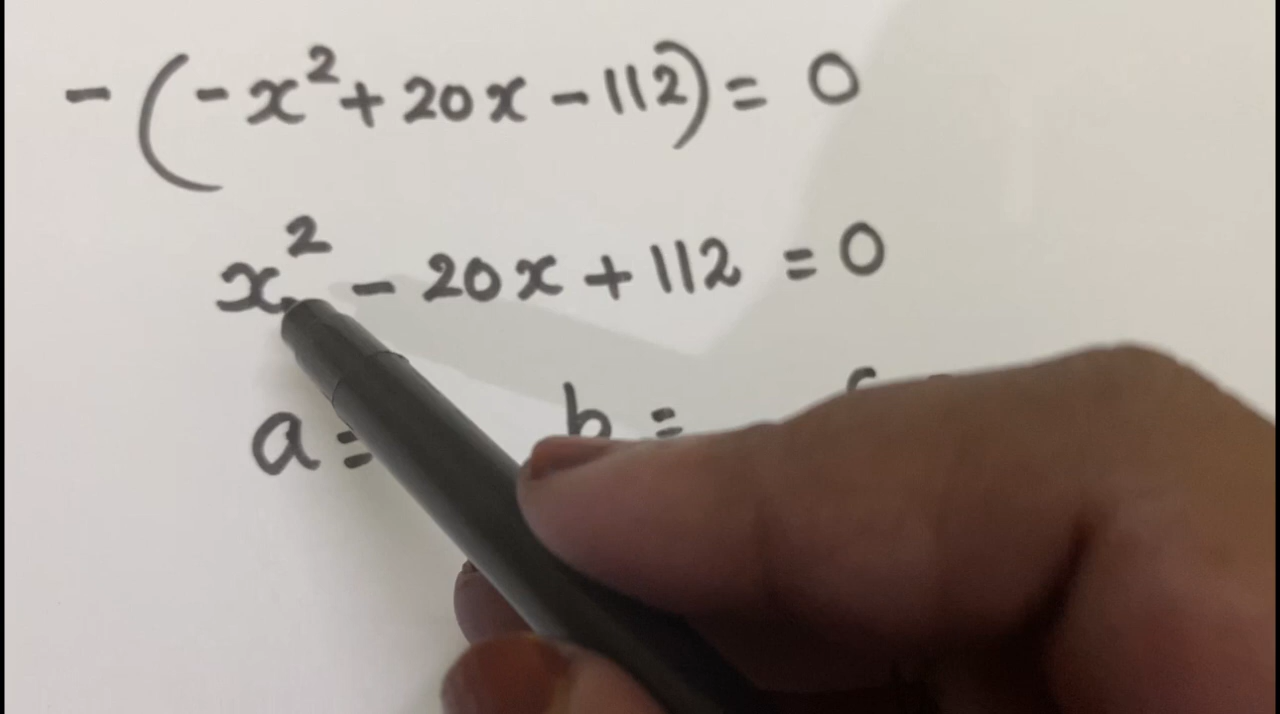 -(-x²+20x-112)=0
x²-20x+112=0
a= b= c